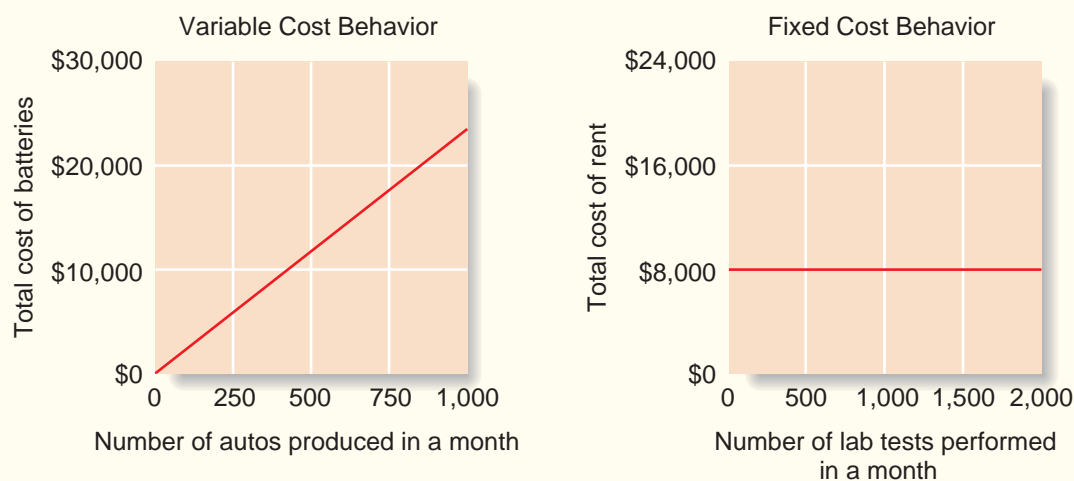 Variable Cost Behavior
$30,000
$20,000
$10,000
$0
Total cost of batteries
0 250 500 750 1,000
Number of autos produced in a month
Fixed Cost Behavior
$24,000
$16,000
$8,000
$0
Total cost of rent
0 500 1,000 1,500 2,000
Number of lab tests performed
in a month